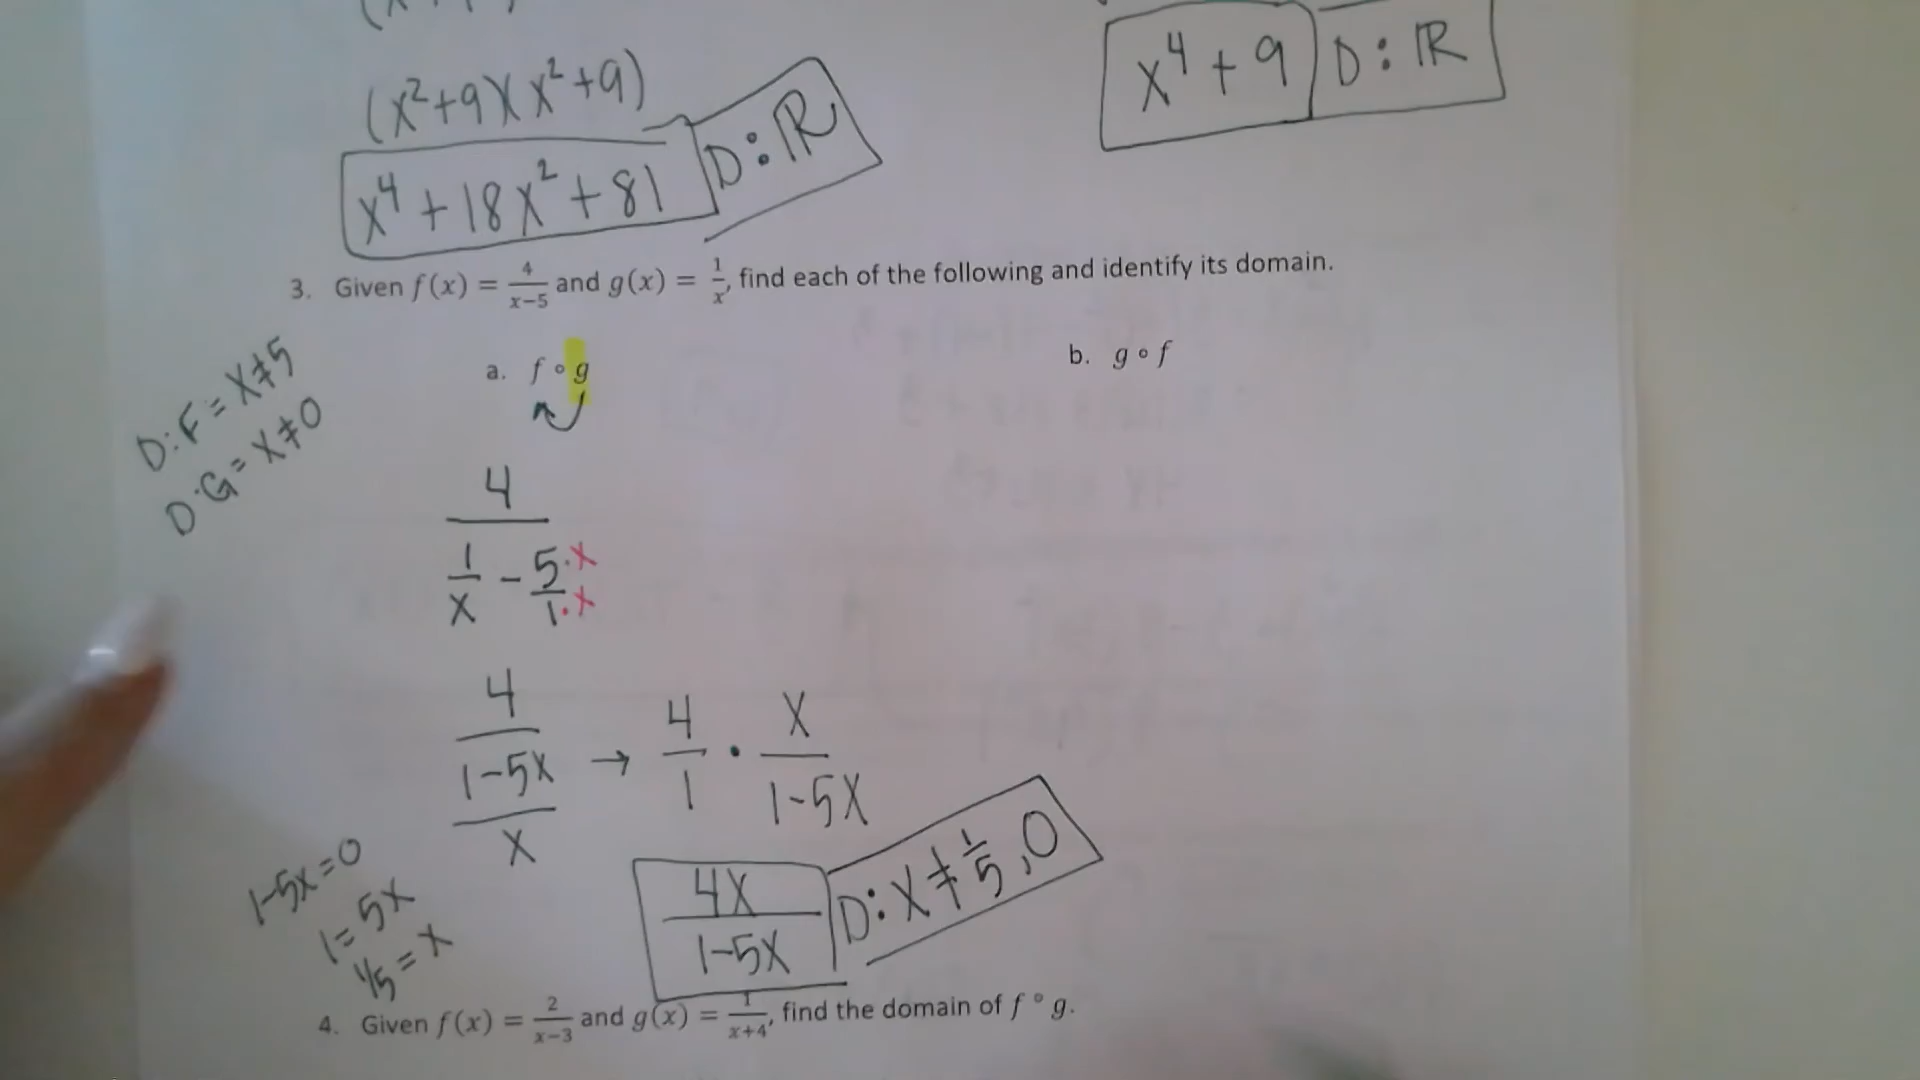 (x²+9)(x²+9)
x⁴+18x²+81 D:ℝ
x⁴+9 D:ℝ
3. Given f(x) = 4/(x−5) and g(x) = 1/x, find each of the following and identify its domain.
D:F = X≠5
D:G = X≠0
a. f∘g
b. g∘f
4
1/x − 5·x/1·x
4
1−5x → 4/1 · x/(1−5x)
x
1−5x=0
1=5x
1/5=x
4x/(1−5x) D: x≠1/5,0
4. Given f(x) = 2/(x−3) and g(x) = 1/(x+4), find the domain of f∘g.